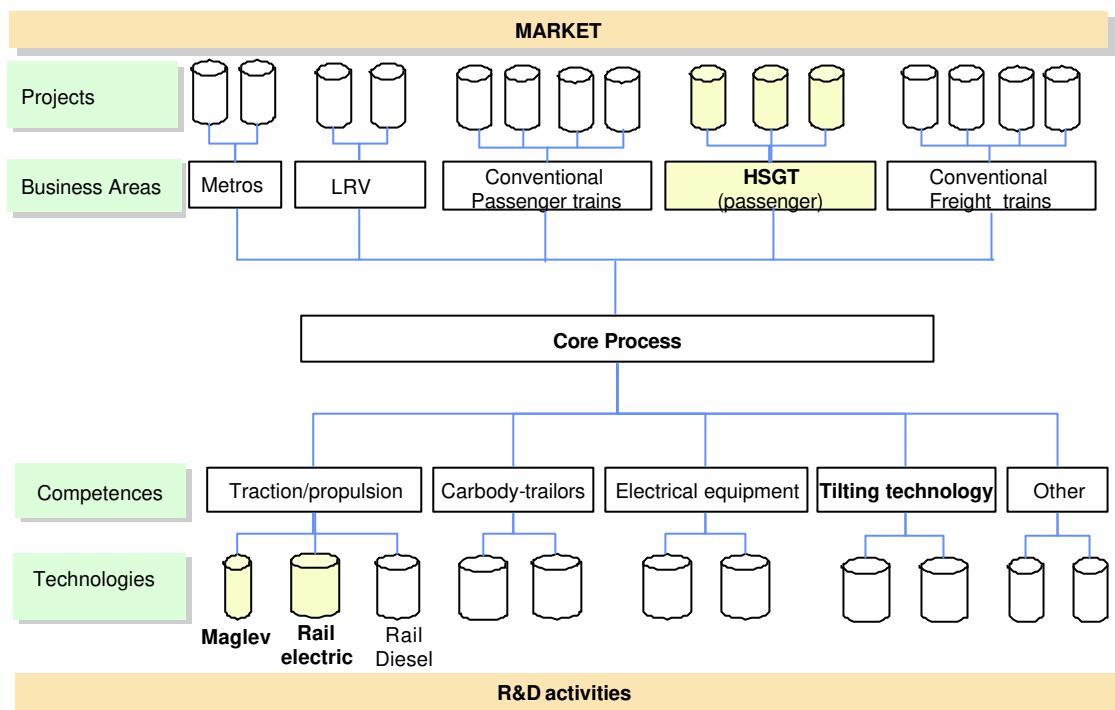 MARKET
Projects
Business Areas
Metros
LRV
Conventional
Passenger trains
HSGT
(passenger)
Conventional
Freight trains
Core Process
Competences
Traction/propulsion
Carbody-trailors
Electrical equipment
Tilting technology
Other
Technologies
Maglev
Rail
electric
Rail
Diesel
R&D activities